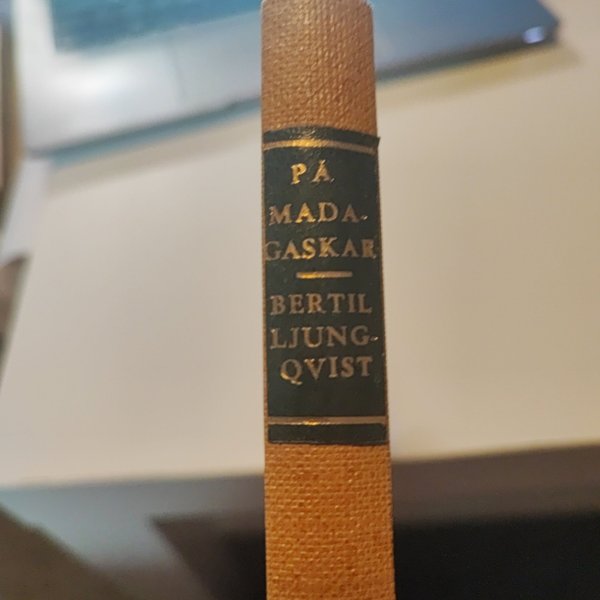 PÅ
MADA-
GASKAR
BERTIL
LJUNG-
QVIST